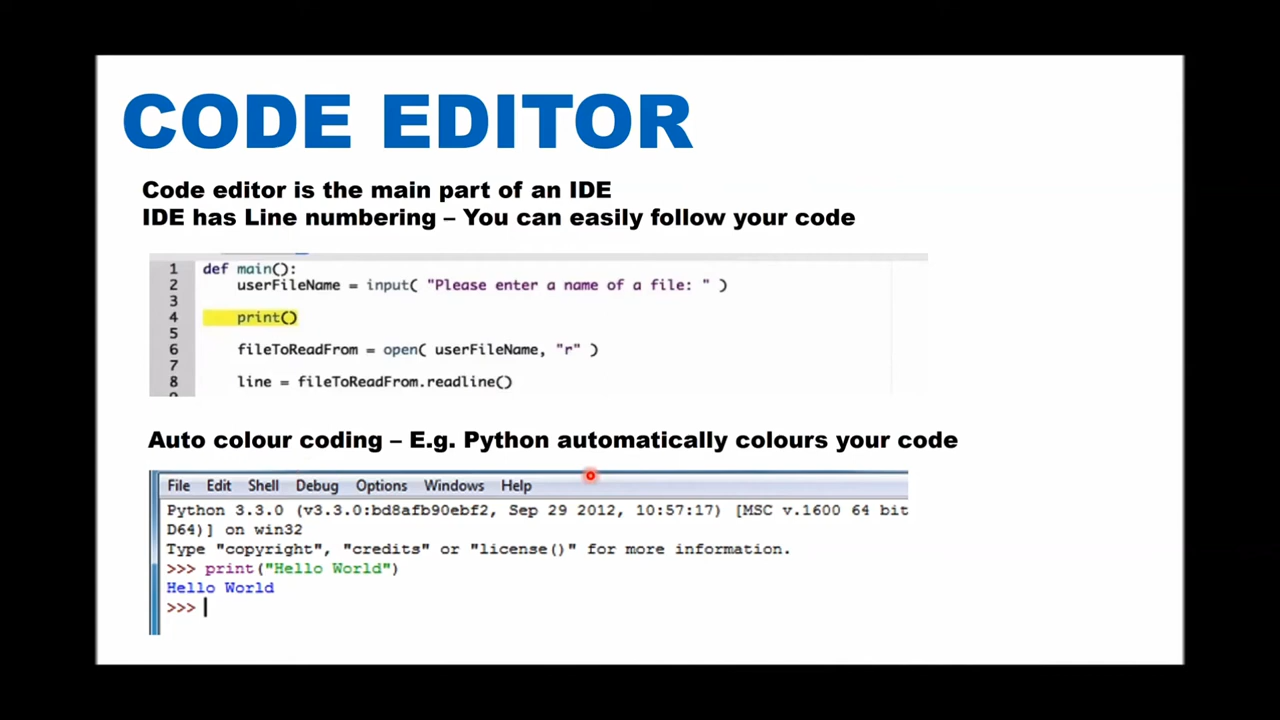 CODE EDITOR
Code editor is the main part of an IDE
IDE has Line numbering – You can easily follow your code
1 def main():
2 userFileName = input( "Please enter a name of a file: " )
3
4 print()
5
6 fileToReadFrom = open( userFileName, "r" )
7
8 line = fileToReadFrom.readline()
Auto colour coding – E.g. Python automatically colours your code
File Edit Shell Debug Options Windows Help
Python 3.3.0 (v3.3.0:bd8afb90ebf2, Sep 29 2012, 10:57:17) [MSC v.1600 64 bit
D64)] on win32
Type "copyright", "credits" or "license()" for more information.
>>> print("Hello World")
Hello World
>>>